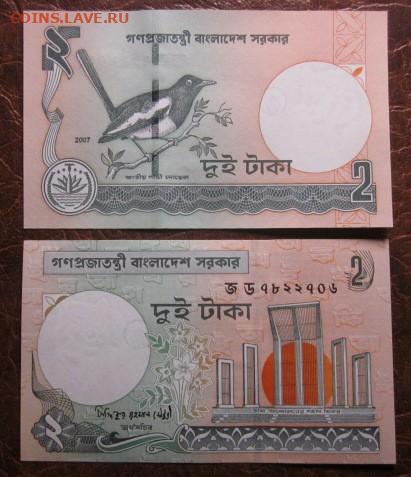 COINS.LAVE.RU
২
গণপ্রজাতন্ত্রী বাংলাদেশ সরকার
2007
জাতীয় পাখী দোয়েল
দুই টাকা
2
গণপ্রজাতন্ত্রী বাংলাদেশ সরকার
2
জ ড ৭৮২২৭০৬
দুই টাকা
অর্থসচিব
২